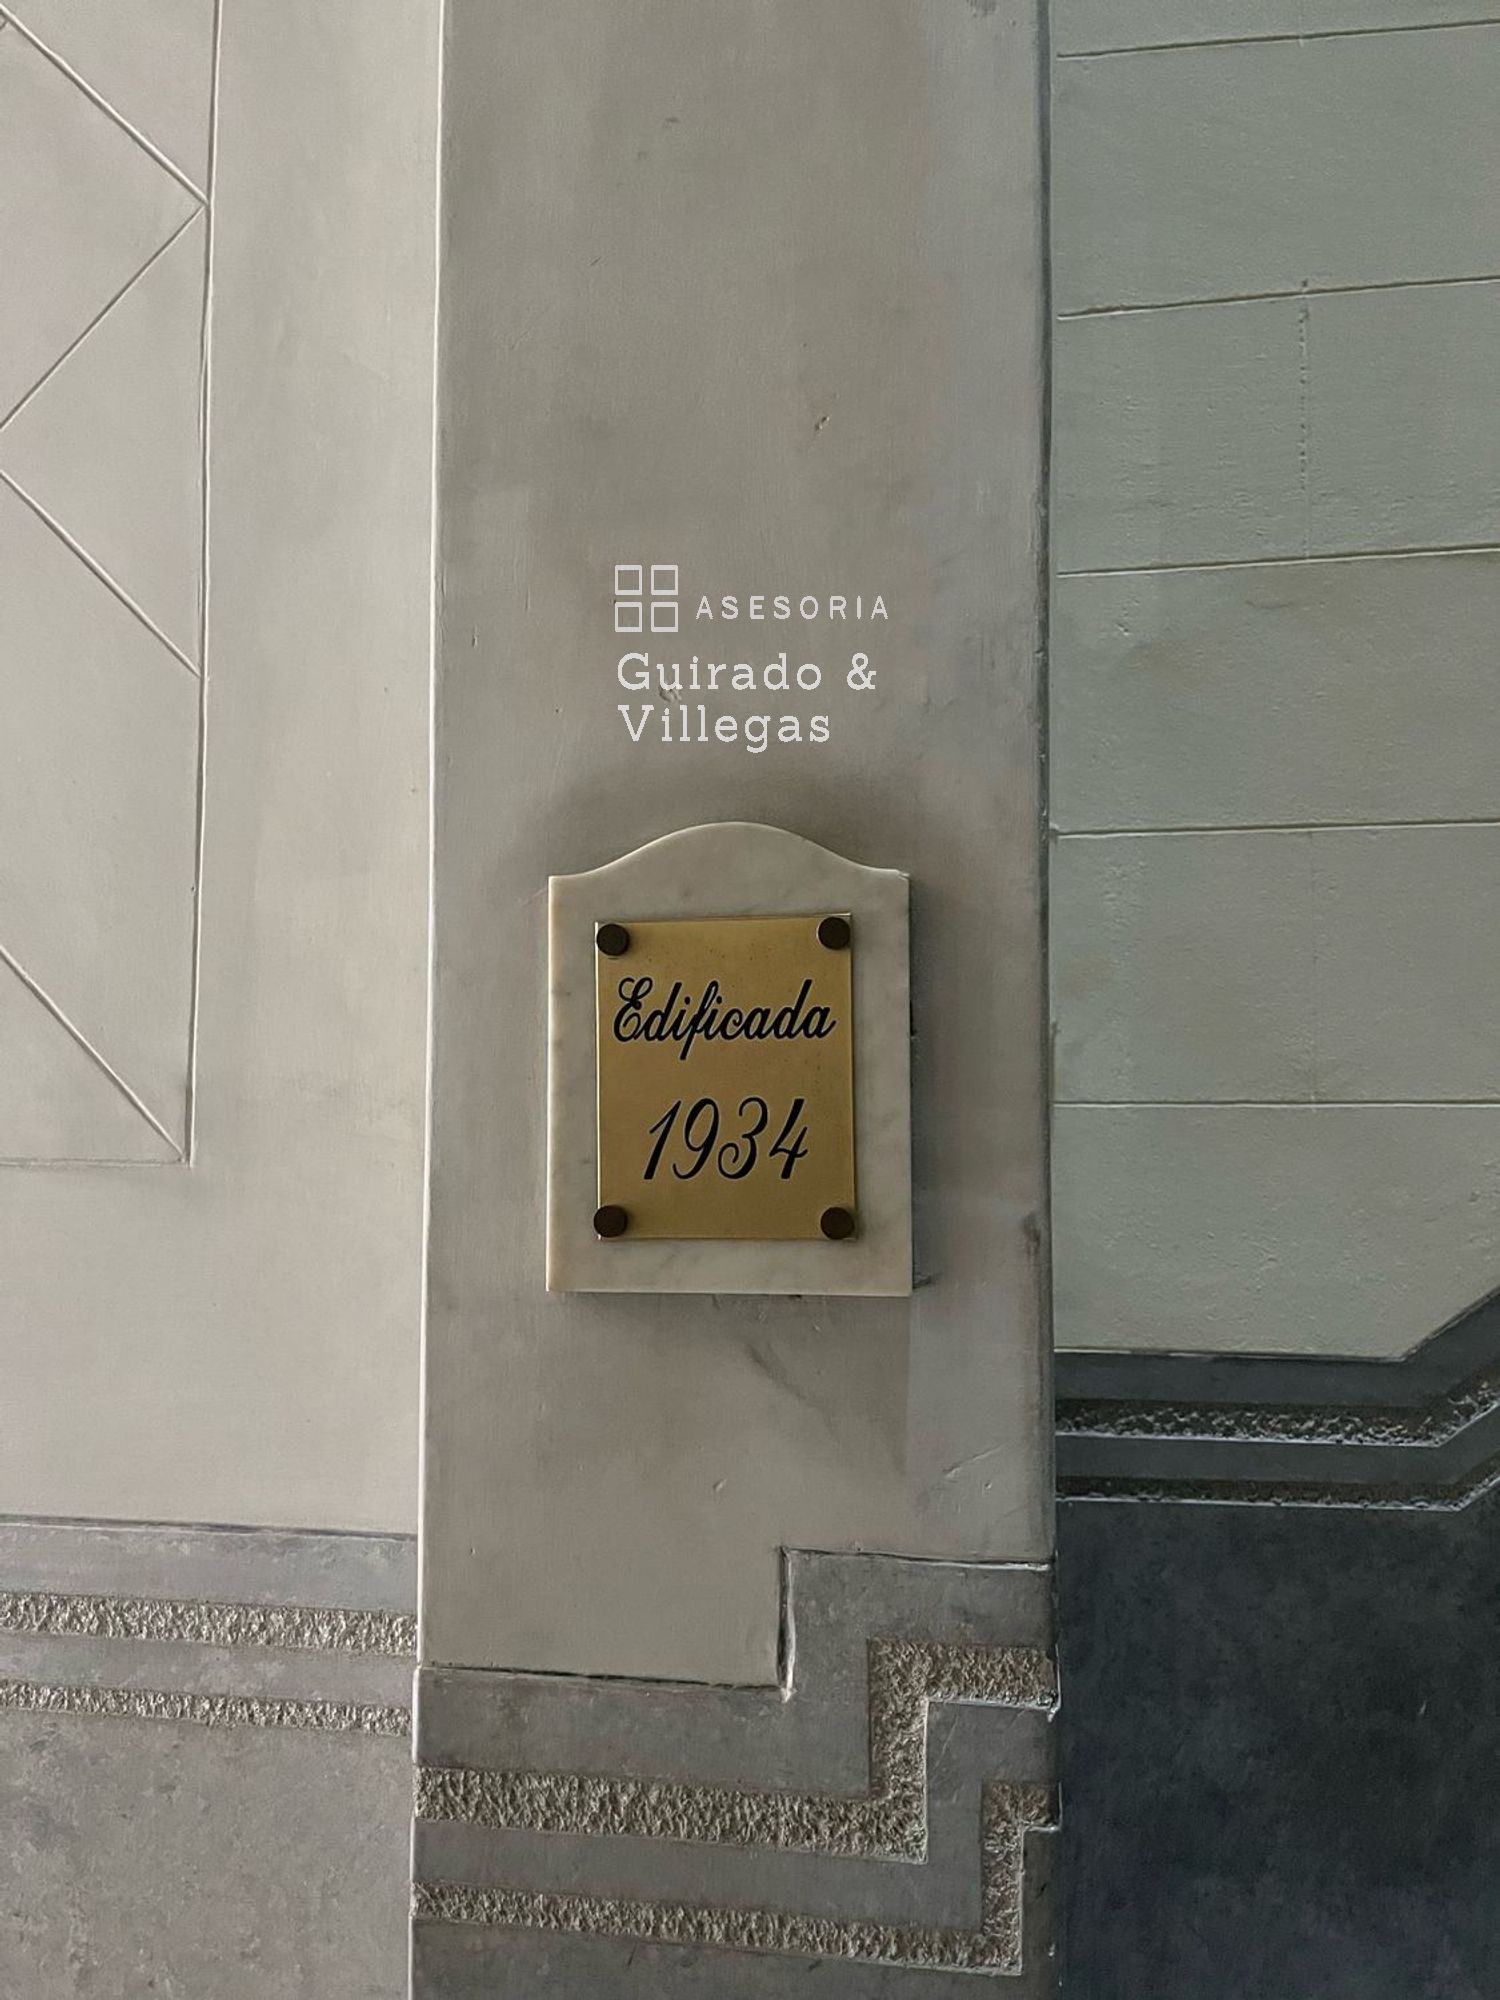 ASESORIA
Guirado &
Villegas
Edificada
1934